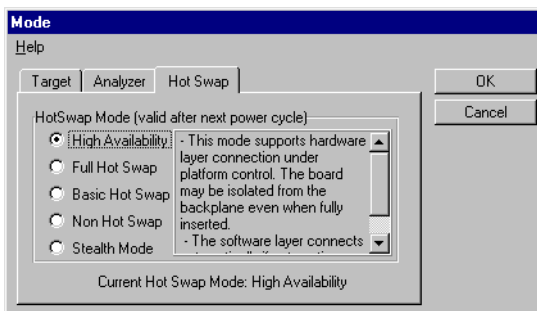 Mode
Help
Target Analyzer Hot Swap
OK
Cancel
HotSwap Mode (valid after next power cycle)
High Availability
Full Hot Swap
Basic Hot Swap
Non Hot Swap
Stealth Mode
- This mode supports hardware
layer connection under
platform control. The board
may be isolated from the
backplane even when fully
inserted.
- The software layer connects
Current Hot Swap Mode: High Availability